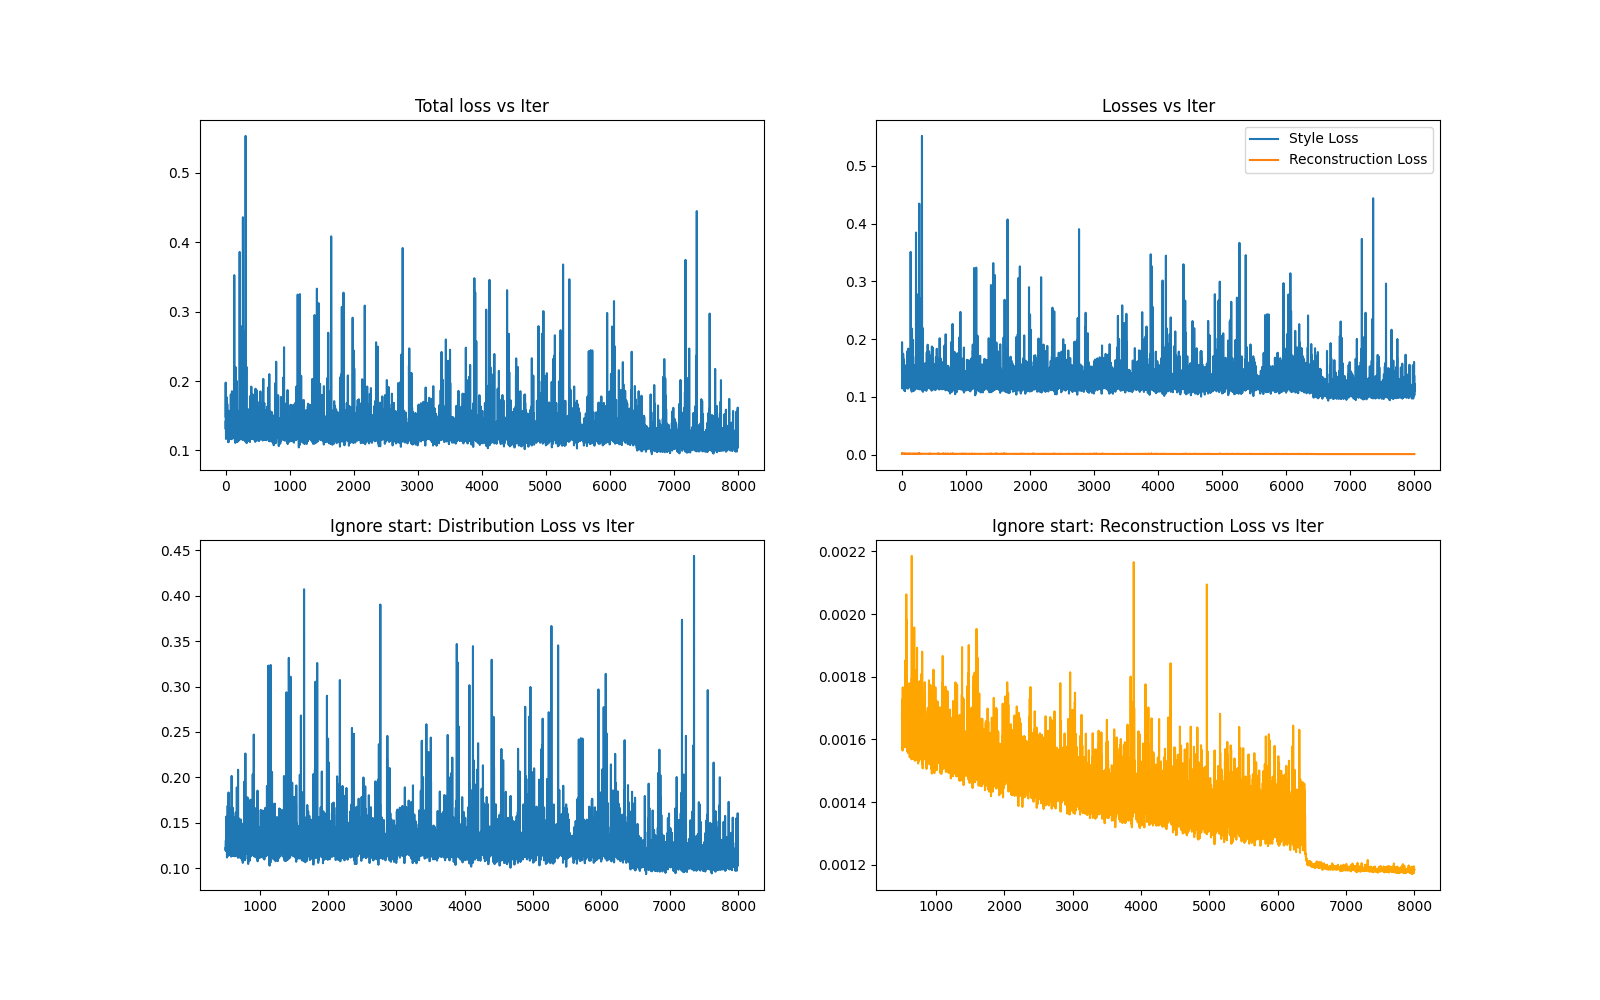 Total loss vs Iter
0.5
0.4
0.3
0.2
0.1
0 1000 2000 3000 4000 5000 6000 7000 8000
Losses vs Iter
Style Loss
Reconstruction Loss
0.5
0.4
0.3
0.2
0.1
0.0
0 1000 2000 3000 4000 5000 6000 7000 8000
Ignore start: Distribution Loss vs Iter
0.45
0.40
0.35
0.30
0.25
0.20
0.15
0.10
1000 2000 3000 4000 5000 6000 7000 8000
Ignore start: Reconstruction Loss vs Iter
0.0022
0.0020
0.0018
0.0016
0.0014
0.0012
1000 2000 3000 4000 5000 6000 7000 8000